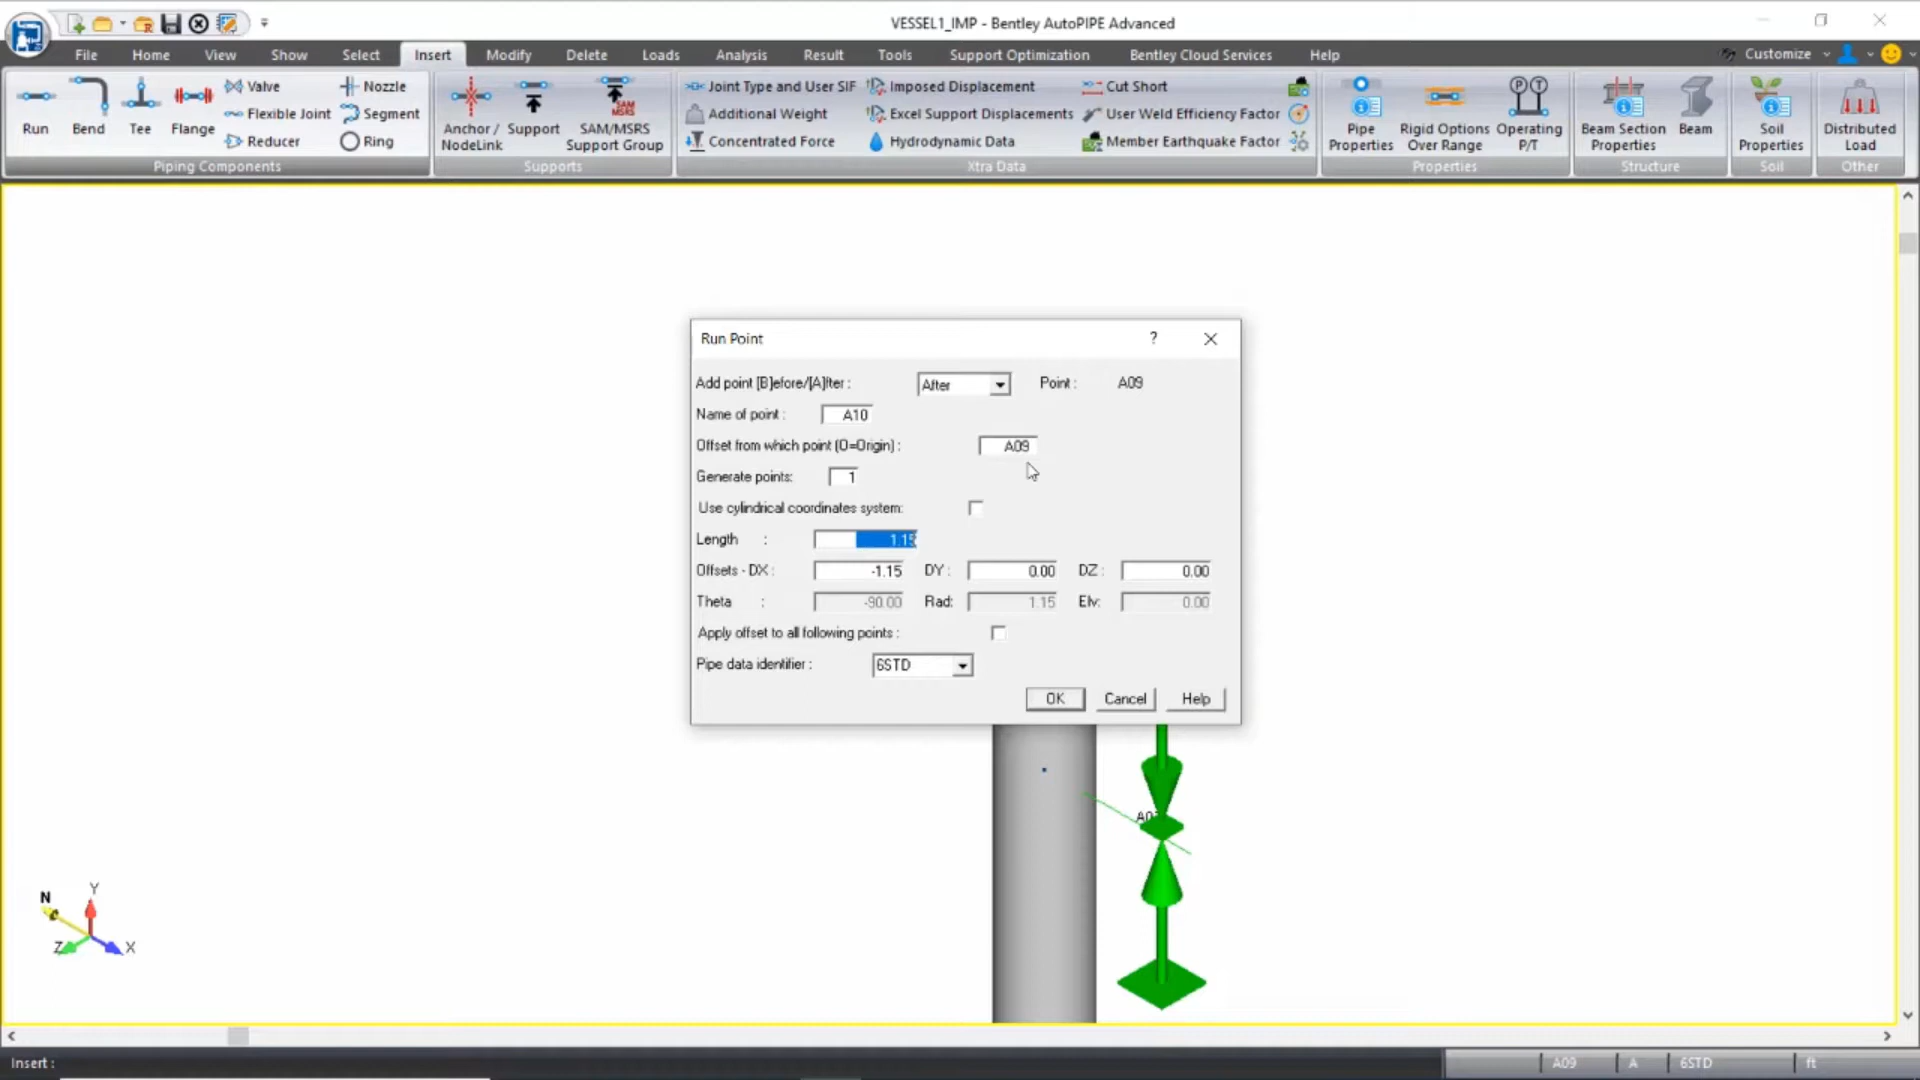 VESSEL1_IMP - Bentley AutoPIPE Advanced
File Home View Show Select Insert Modify Delete Loads Analysis Result Tools Support Optimization Bentley Cloud Services Help Customize
Run Bend Tee Flange
Valve
Flexible Joint
Reducer
Nozzle
Segment
Ring
Piping Components
Anchor / NodeLink
Support
SAM
MSRS
SAM/MSRS Support Group
Supports
Joint Type and User SIF
Additional Weight
Concentrated Force
Imposed Displacement
Excel Support Displacements
Hydrodynamic Data
Cut Short
User Weld Efficiency Factor
Member Earthquake Factor
Xtra Data
Pipe Properties
Rigid Options Over Range
P T
Operating P/T
Properties
Beam Section Properties
Beam
Structure
Soil Properties
Soil
Distributed Load
Other
Run Point ?
Add point [B]efore/[A]fter : After Point : A09
Name of point : A10
Offset from which point (O=Origin) : A09
Generate points: 1
Use cylindrical coordinates system:
Length : 1.15
Offsets - DX : -1.15 DY : 0.00 DZ : 0.00
Theta : -90.00 Rad: 1.15 Elv: 0.00
Apply offset to all following points :
Pipe data identifier : 6STD
OK Cancel Help
N Y Z X
Insert : A09 A 6STD ft